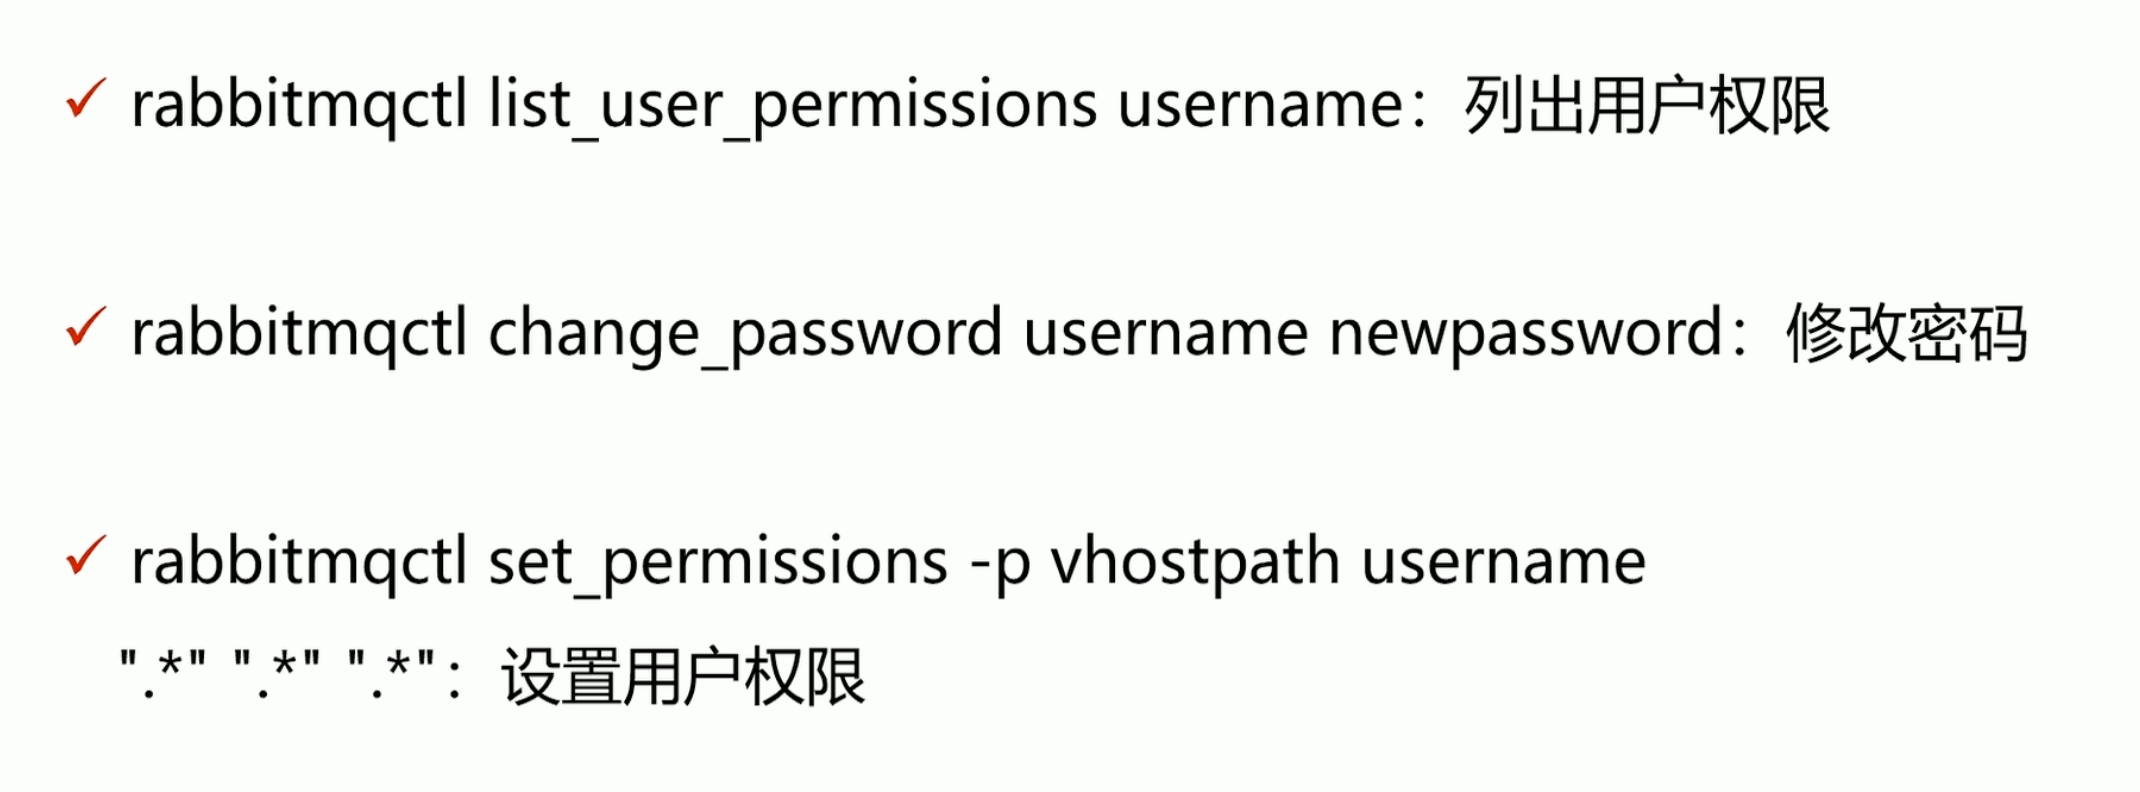 ✓ rabbitmqctl list_user_permissions username：列出用户权限
✓ rabbitmqctl change_password username newpassword：修改密码
✓ rabbitmqctl set_permissions -p vhostpath username
".*" ".*" ".*"：设置用户权限